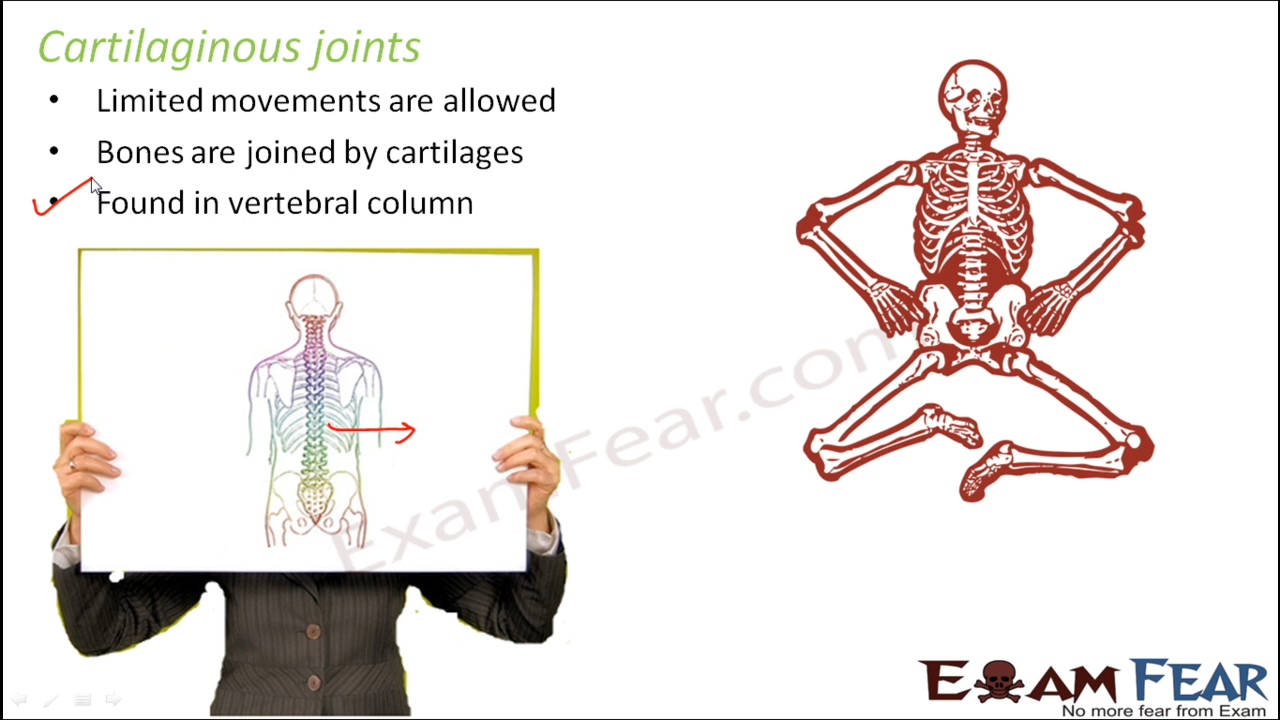 Cartilaginous joints
• Limited movements are allowed
• Bones are joined by cartilages
• Found in vertebral column
ExamFear.com
EXAM FEAR
No more fear from Exam